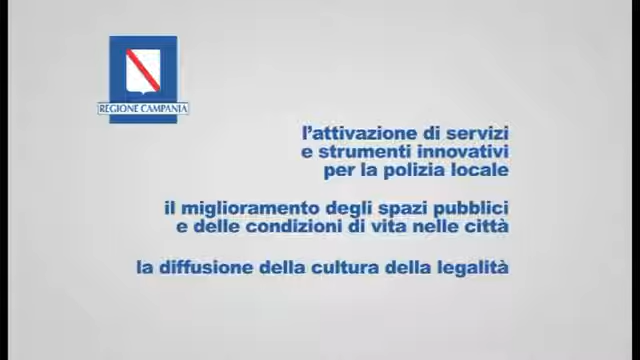 REGIONE CAMPANIA
l'attivazione di servizi
e strumenti innovativi
per la polizia locale
il miglioramento degli spazi pubblici
e delle condizioni di vita nelle città
la diffusione della cultura della legalità